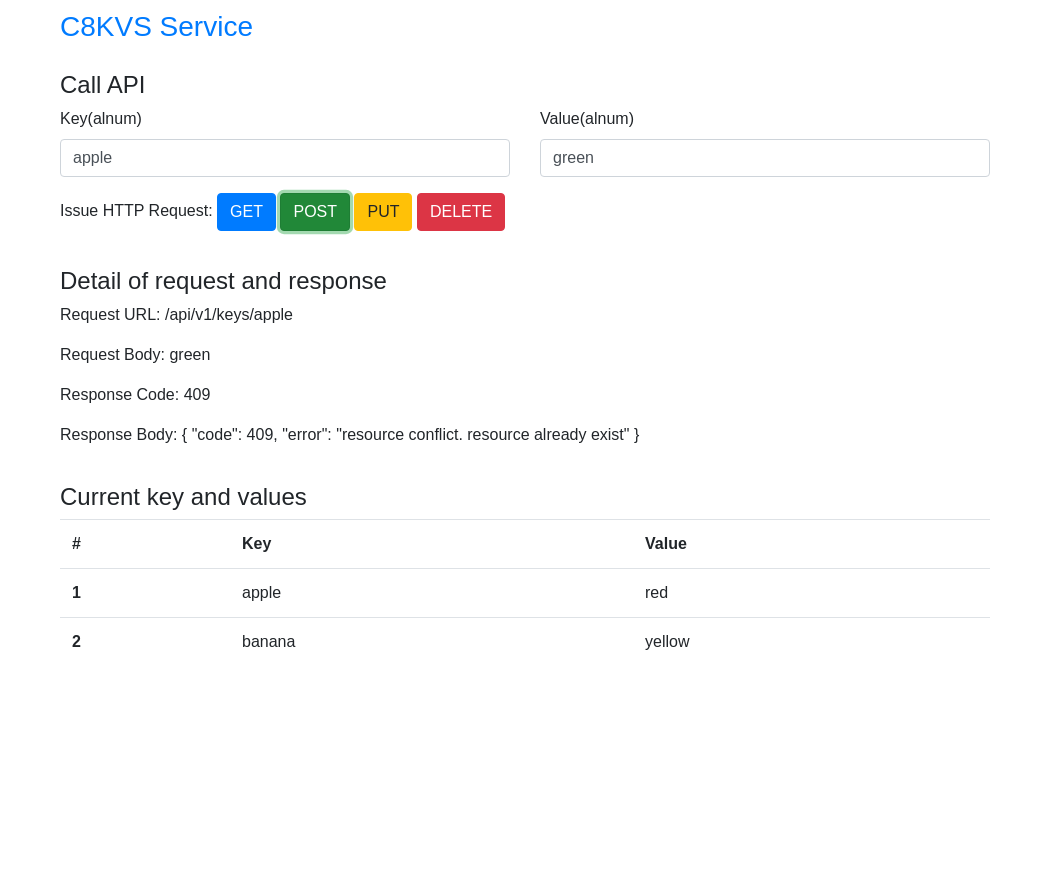 C8KVS Service
Call API
Key(alnum) Value(alnum)
apple green
Issue HTTP Request: GET POST PUT DELETE
Detail of request and response
Request URL: /api/v1/keys/apple
Request Body: green
Response Code: 409
Response Body: { "code": 409, "error": "resource conflict. resource already exist" }
Current key and values
# Key Value
1 apple red
2 banana yellow